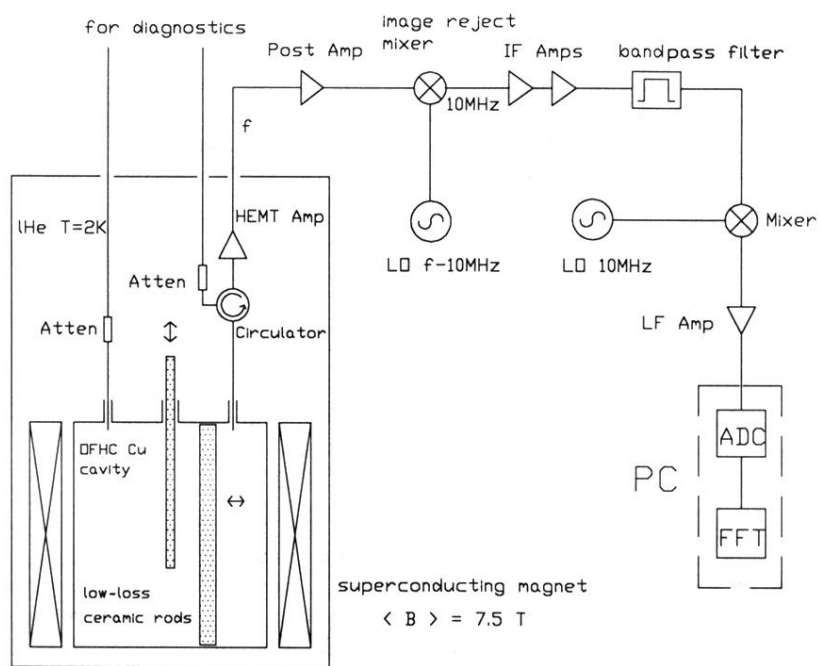 for diagnostics
Post Amp
image reject
mixer
IF Amps
bandpass filter
10MHz
f
lHe T=2K
HEMT Amp
Atten
Atten
Circulator
LO f-10MHz
LO 10MHz
Mixer
LF Amp
ADC
PC
FFT
OFHC Cu
cavity
low-loss
ceramic rods
superconducting magnet
< B > = 7.5 T